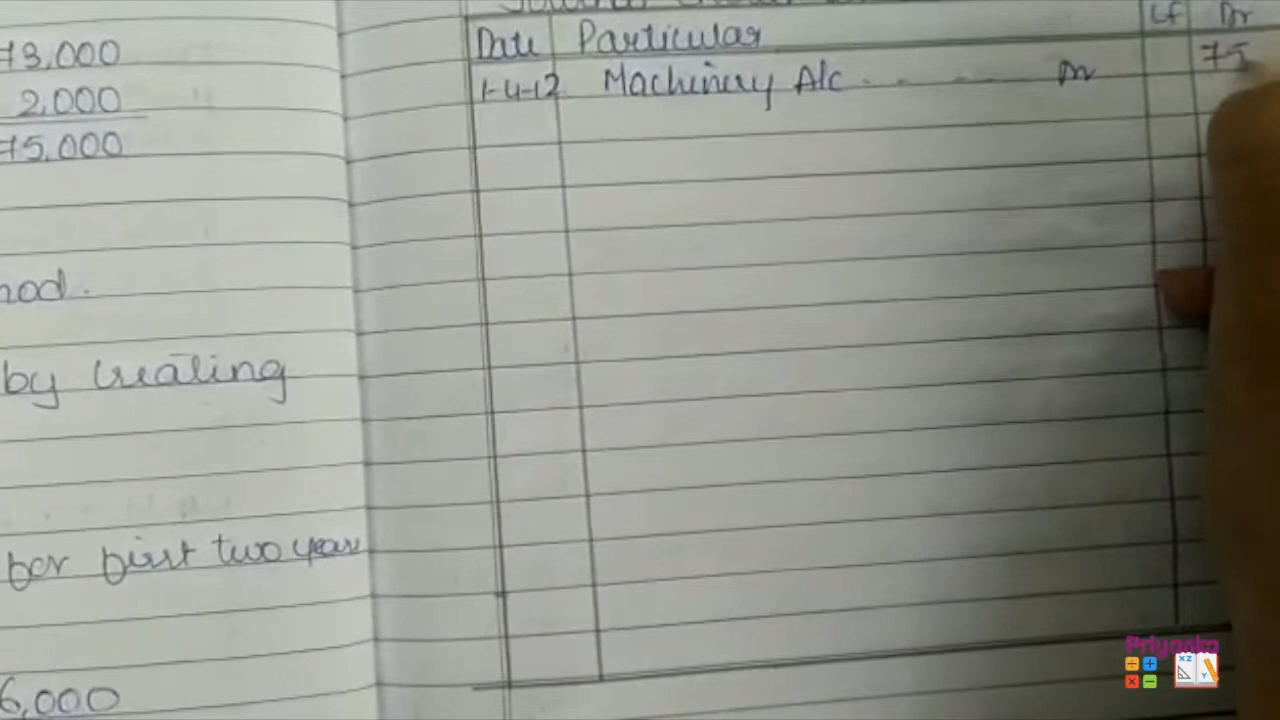 73,000
2,000
75,000
hod.
by creating
for first two year
6,000
Date Particular LF Dr
1-4-12 Machinery A/c - - - - Dr 75
Priyanka